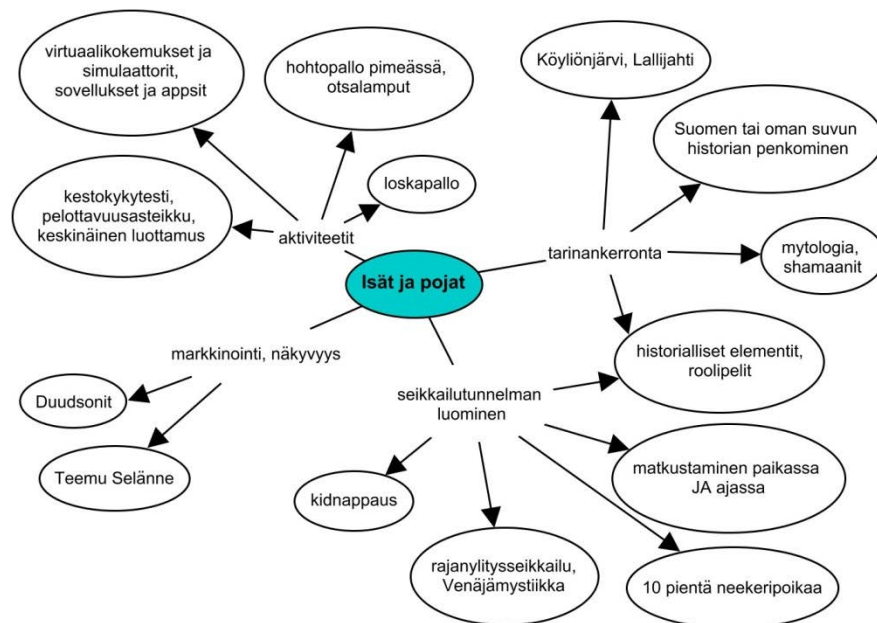 virtuaalikokemukset ja
simulaattorit,
sovellukset ja appsit
hohtopallo pimeässä,
otsalamput
Köyliönjärvi, Lallijahti
Suomen tai oman suvun
historian penkominen
kestokykytesti,
pelottavuusasteikku,
keskinäinen luottamus
loskapallo
aktiviteetit
tarinankerronta
mytologia,
shamaanit
Isät ja pojat
markkinointi, näkyvyys
historialliset elementit,
roolipelit
Duudsonit
seikkailutunnelman
luominen
Teemu Selänne
kidnappaus
matkustaminen paikassa
JA ajassa
rajanylitysseikkailu,
Venäjämystiikka
10 pientä neekeripoikaa